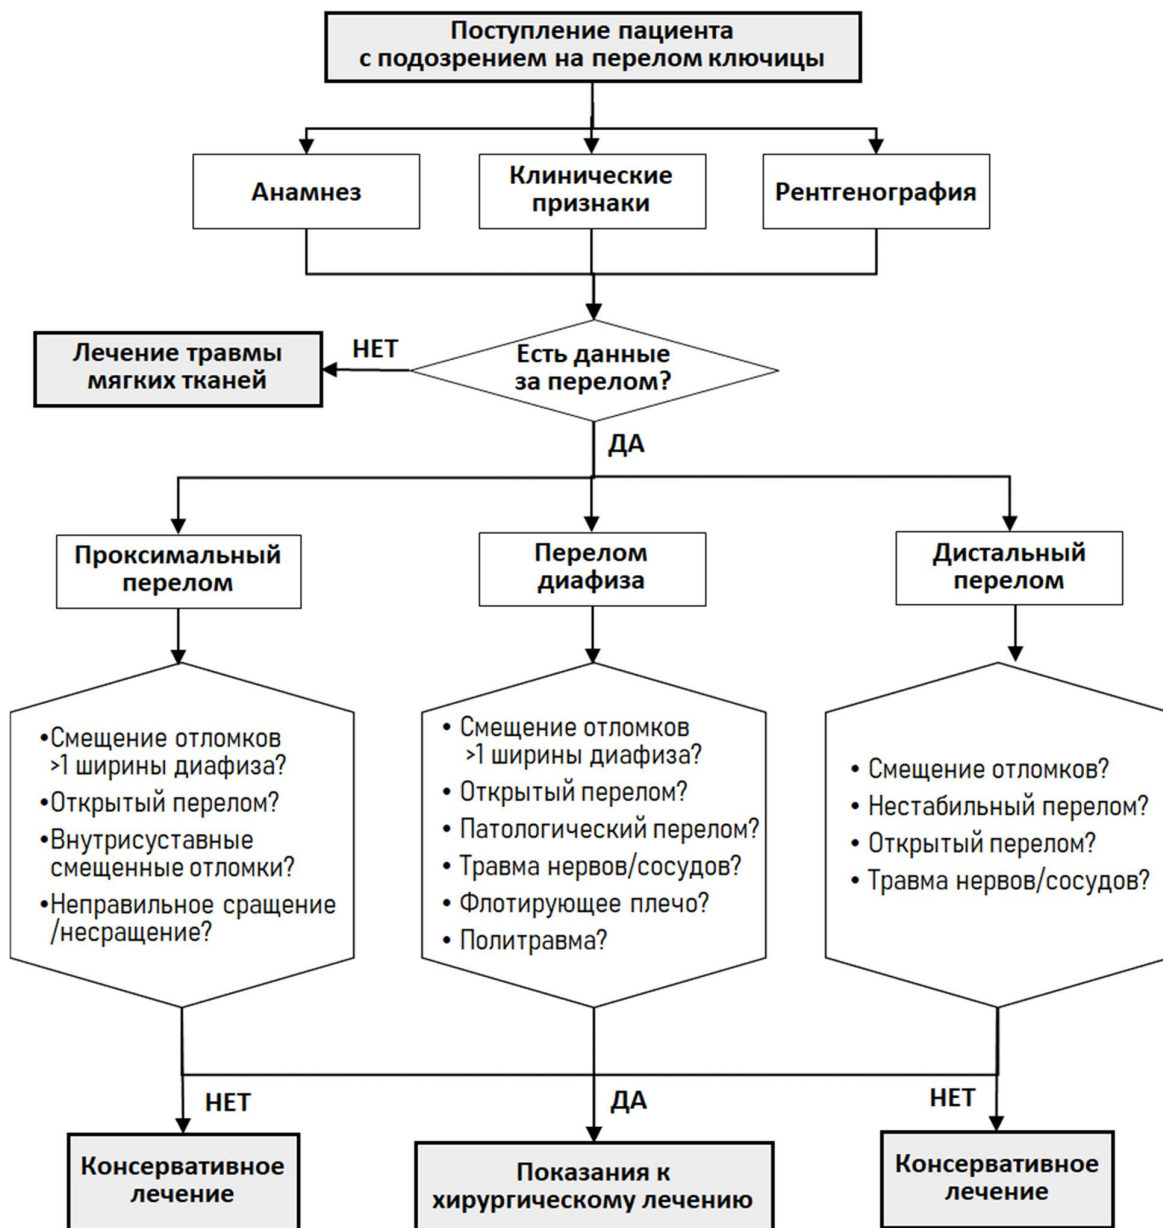 Поступление пациента
с подозрением на перелом ключицы
Анамнез
Клинические
признаки
Рентгенография
Есть данные
за перелом?
НЕТ
Лечение травмы
мягких тканей
ДА
Проксимальный
перелом
Перелом
диафиза
Дистальный
перелом
•Смещение отломков
>1 ширины диафиза?
•Открытый перелом?
•Внутрисуставные
смещенные отломки?
•Неправильное сращение
/несращение?
• Смещение отломков
>1 ширины диафиза?
• Открытый перелом?
• Патологический перелом?
• Травма нервов/сосудов?
• Флотирующее плечо?
• Политравма?
• Смещение отломков?
• Нестабильный перелом?
• Открытый перелом?
• Травма нервов/сосудов?
НЕТ
ДА
НЕТ
Консервативное
лечение
Показания к
хирургическому лечению
Консервативное
лечение